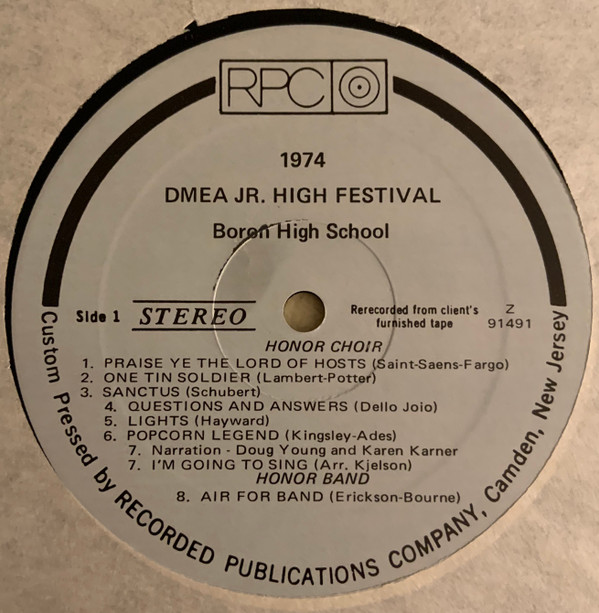 RPC
1974
DMEA JR. HIGH FESTIVAL
Boron High School
Side 1 STEREO
Rerecorded from client's
furnished tape
Z
91491
HONOR CHOIR
1. PRAISE YE THE LORD OF HOSTS (Saint-Saens-Fargo)
2. ONE TIN SOLDIER (Lambert-Potter)
3. SANCTUS (Schubert)
4. QUESTIONS AND ANSWERS (Dello Joio)
5. LIGHTS (Hayward)
6. POPCORN LEGEND (Kingsley-Ades)
7. Narration - Doug Young and Karen Karner
7. I'M GOING TO SING (Arr. Kjelson)
HONOR BAND
8. AIR FOR BAND (Erickson-Bourne)
Custom Pressed by RECORDED PUBLICATIONS COMPANY, Camden, New Jersey